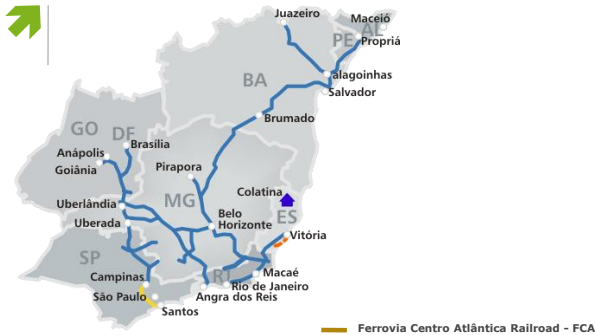 Juazeiro
Maceió
AL
PE
Propriá
alagoinhas
BA
Salvador
Brumado
GO
DF
Brasília
Anápolis
Pirapora
Goiânia
Colatina
MG
Uberlândia
Belo
Horizonte
ES
Uberada
Vitória
SP
Campinas
RJ
Macaé
Rio de Janeiro
São Paulo
Angra dos Reis
Santos
Ferrovia Centro Atlântica Railroad - FCA